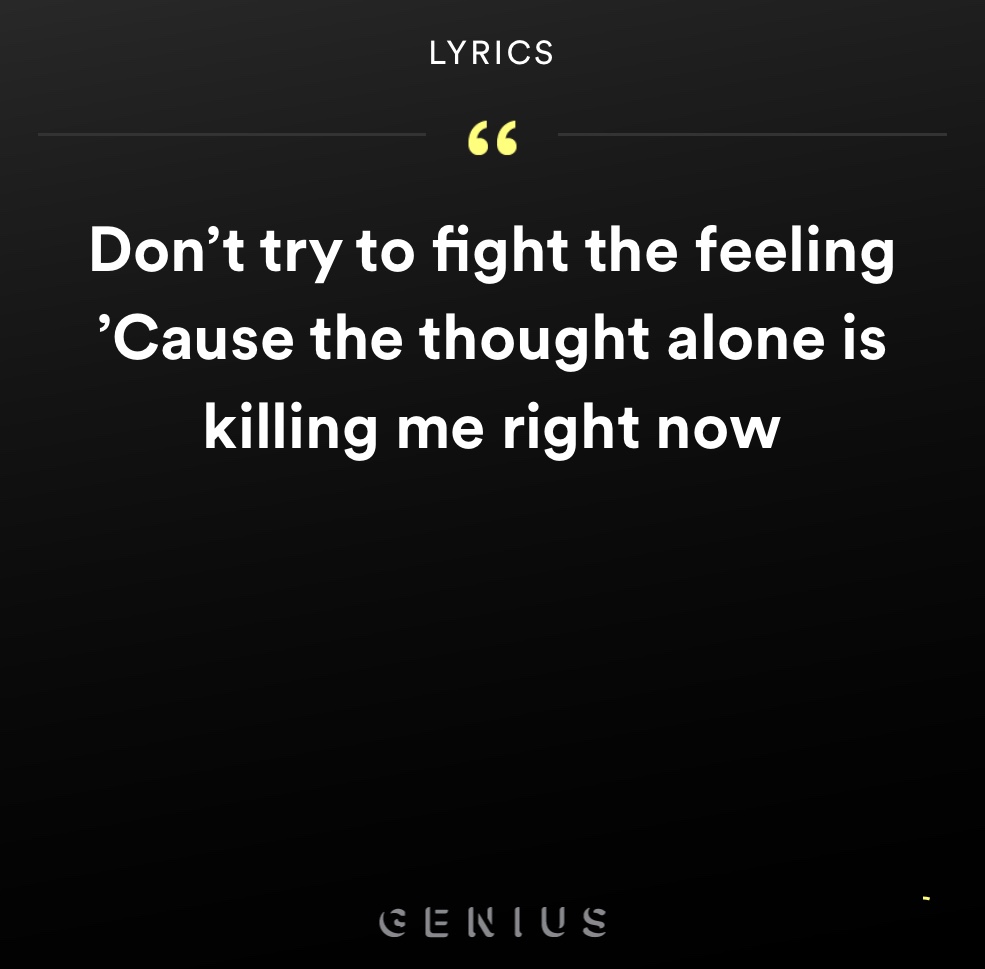 LYRICS
“
Don’t try to fight the feeling
’Cause the thought alone is
killing me right now
GENIUS